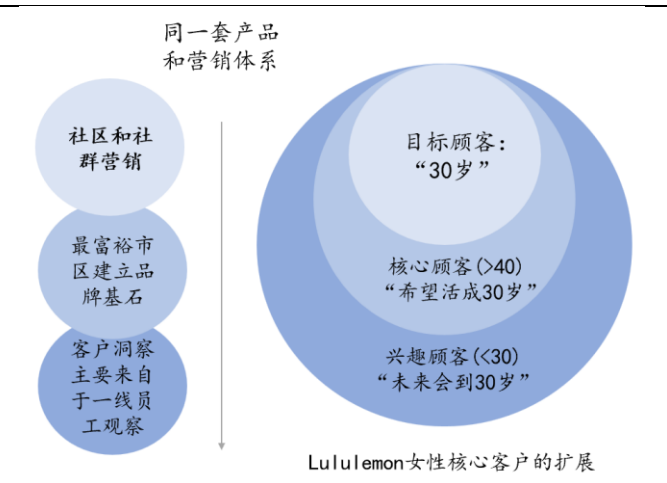 同一套产品
和营销体系
社区和社
群营销
最富裕市
区建立品
牌基石
客户洞察
主要来自
于一线员
工观察
目标顾客：
“30岁”
核心顾客(>40)
“希望活成30岁”
兴趣顾客(<30)
“未来会到30岁”
Lululemon女性核心客户的扩展